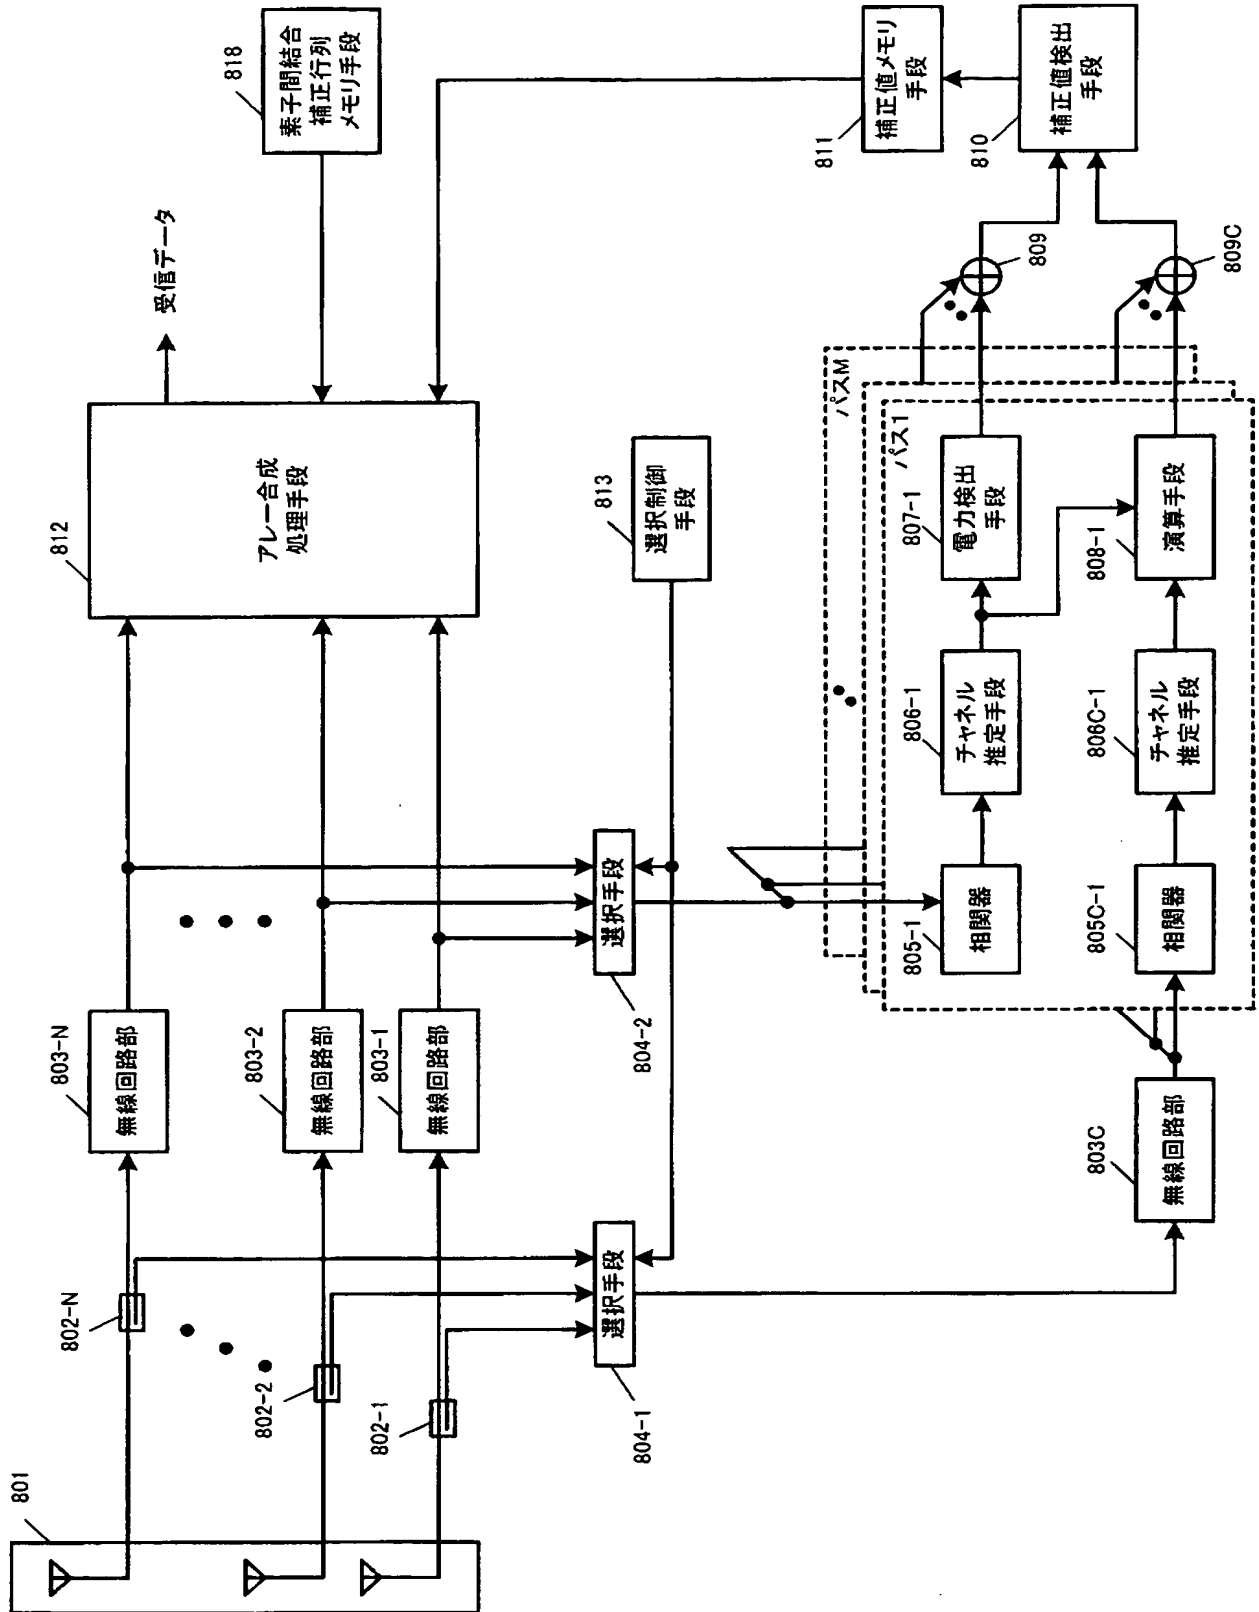 801
802-N
802-2
802-1
803-N
無線回路部
803-2
無線回路部
803-1
無線回路部
804-1
選択手段
804-2
選択手段
812
アレー合成
処理手段
受信データ
818
素子間結合
補正行列
メモリ手段
813
選択制御
手段
803C
無線回路部
パスM
パス1
805-1
相関器
806-1
チャネル
推定手段
807-1
電力検出
手段
805C-1
相関器
806C-1
チャネル
推定手段
808-1
演算手段
809
809C
811
補正値メモリ
手段
810
補正値検出
手段